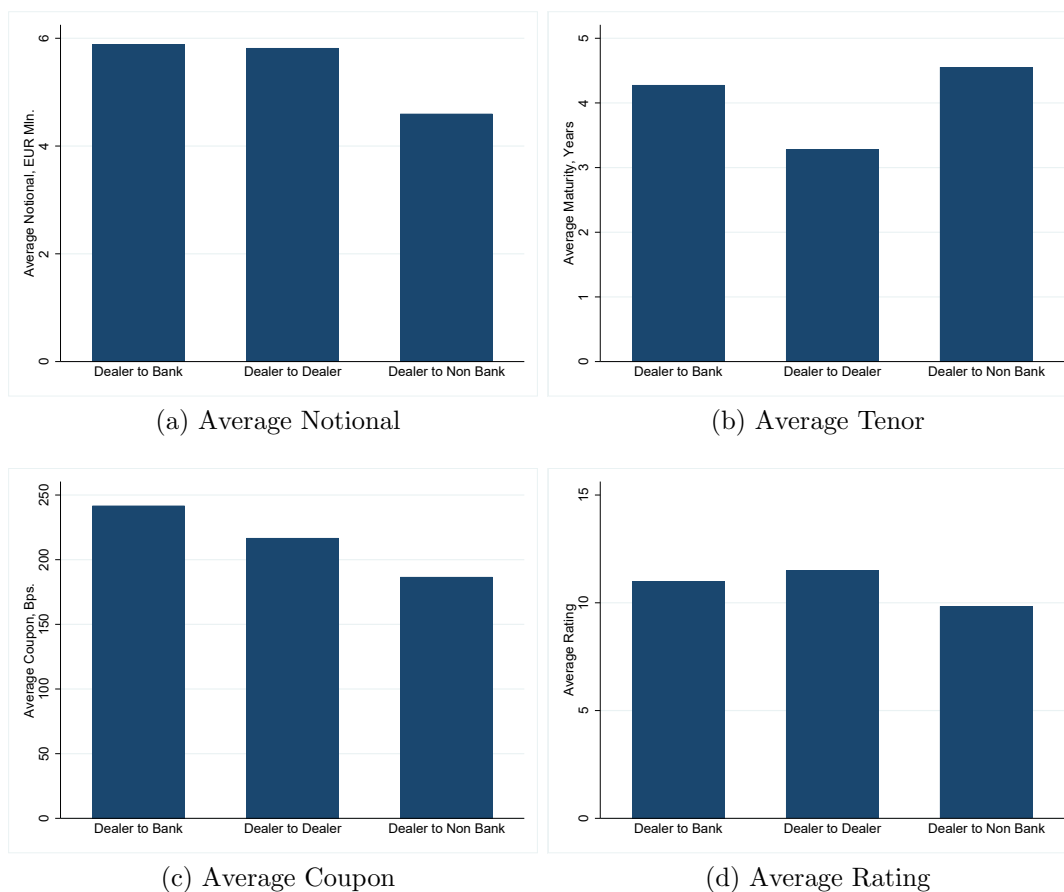 Average Notional, EUR Mln.
6
4
2
0
Dealer to Bank Dealer to Dealer Dealer to Non Bank
(a) Average Notional
Average Maturity, Years
5
4
3
2
1
0
Dealer to Bank Dealer to Dealer Dealer to Non Bank
(b) Average Tenor
Average Coupon, Bps.
250
200
150
100
50
0
Dealer to Bank Dealer to Dealer Dealer to Non Bank
(c) Average Coupon
Average Rating
15
10
5
0
Dealer to Bank Dealer to Dealer Dealer to Non Bank
(d) Average Rating